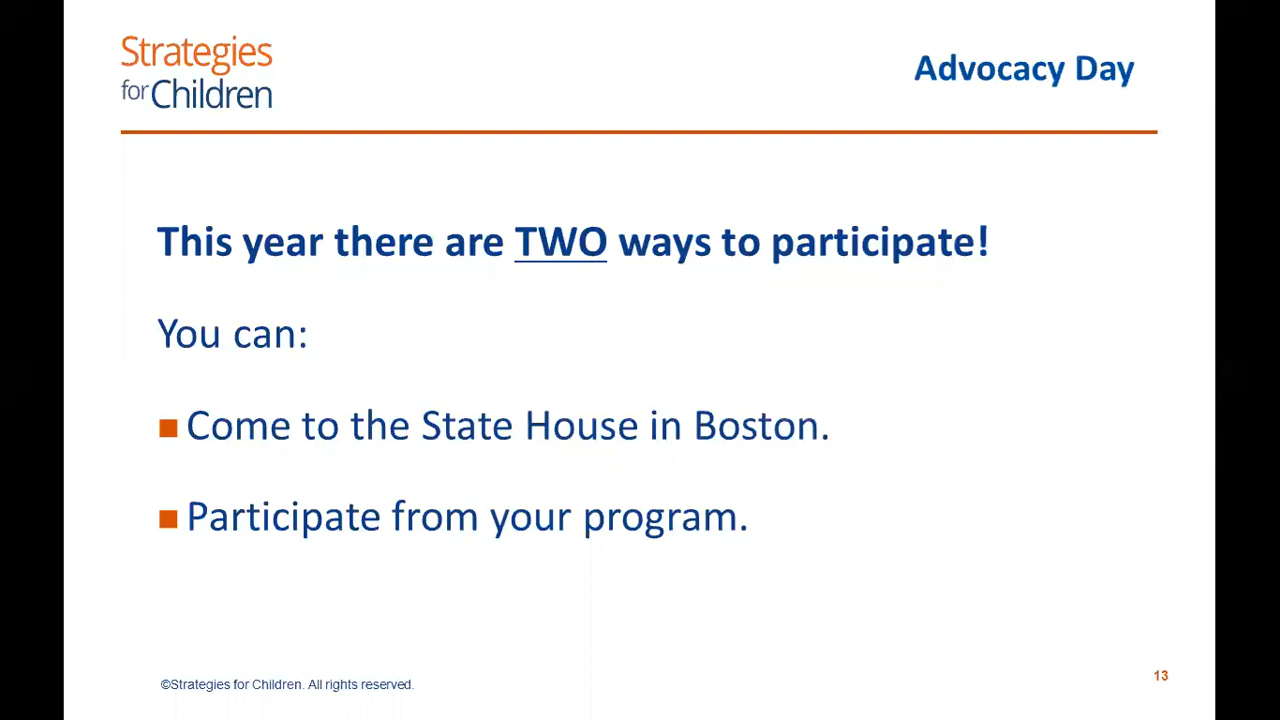 Strategies
for Children
Advocacy Day
This year there are TWO ways to participate!
You can:
Come to the State House in Boston.
Participate from your program.
©Strategies for Children. All rights reserved.
13